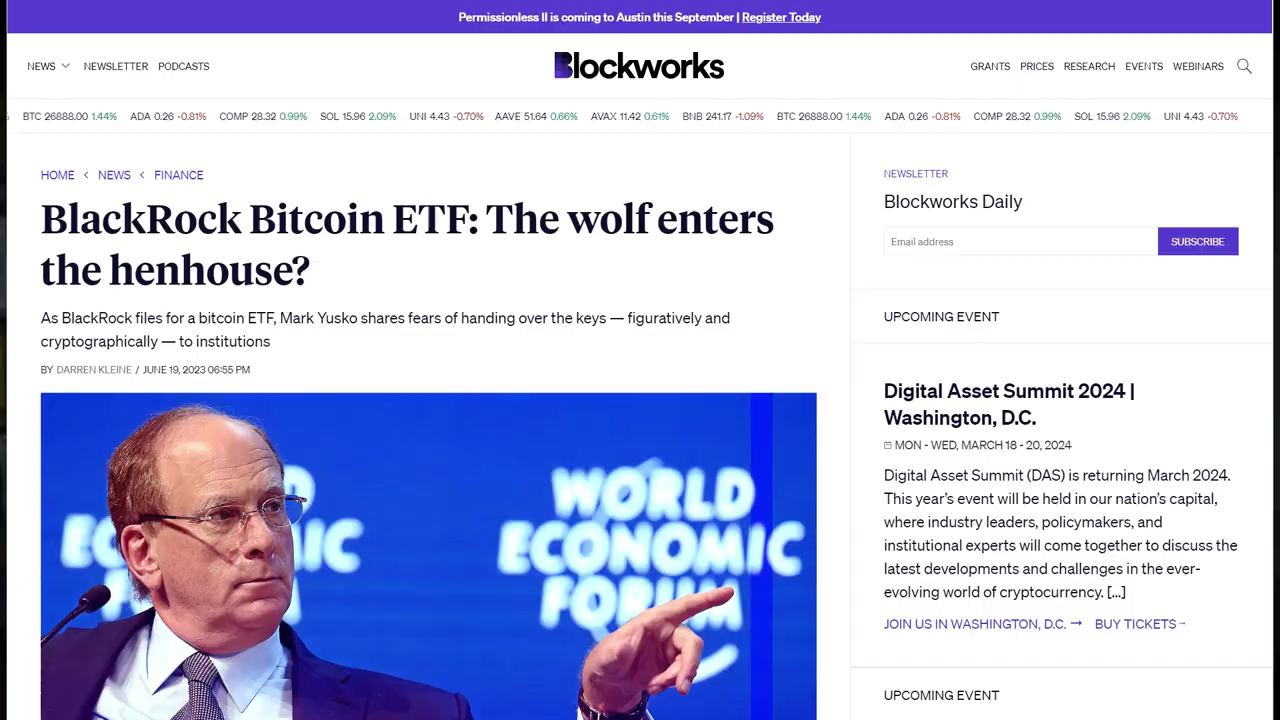 Permissionless II is coming to Austin this September | Register Today
NEWS NEWSLETTER PODCASTS
Blockworks
GRANTS PRICES RESEARCH EVENTS WEBINARS
BTC 26888.00 1.44% ADA 0.26 -0.81% COMP 28.32 0.99% SOL 15.96 2.09% UNI 4.43 -0.70% AAVE 51.64 0.66% AVAX 11.42 0.61% BNB 241.17 -1.09% BTC 26888.00 1.44% ADA 0.26 -0.81% COMP 28.32 0.99% SOL 15.96 2.09% UNI 4.43 -0.70%
HOME < NEWS < FINANCE
BlackRock Bitcoin ETF: The wolf enters
the henhouse?
As BlackRock files for a bitcoin ETF, Mark Yusko shares fears of handing over the keys — figuratively and
cryptographically — to institutions
BY DARREN KLEINE / JUNE 19, 2023 06:55 PM
WORLD
ECONOMIC
FORUM
NEWSLETTER
Blockworks Daily
Email address
SUBSCRIBE
UPCOMING EVENT
Digital Asset Summit 2024 |
Washington, D.C.
MON - WED, MARCH 18 - 20, 2024
Digital Asset Summit (DAS) is returning March 2024.
This year's event will be held in our nation's capital,
where industry leaders, policymakers, and
institutional experts will come together to discuss the
latest developments and challenges in the ever-
evolving world of cryptocurrency. [...]
JOIN US IN WASHINGTON, D.C. → BUY TICKETS→
UPCOMING EVENT